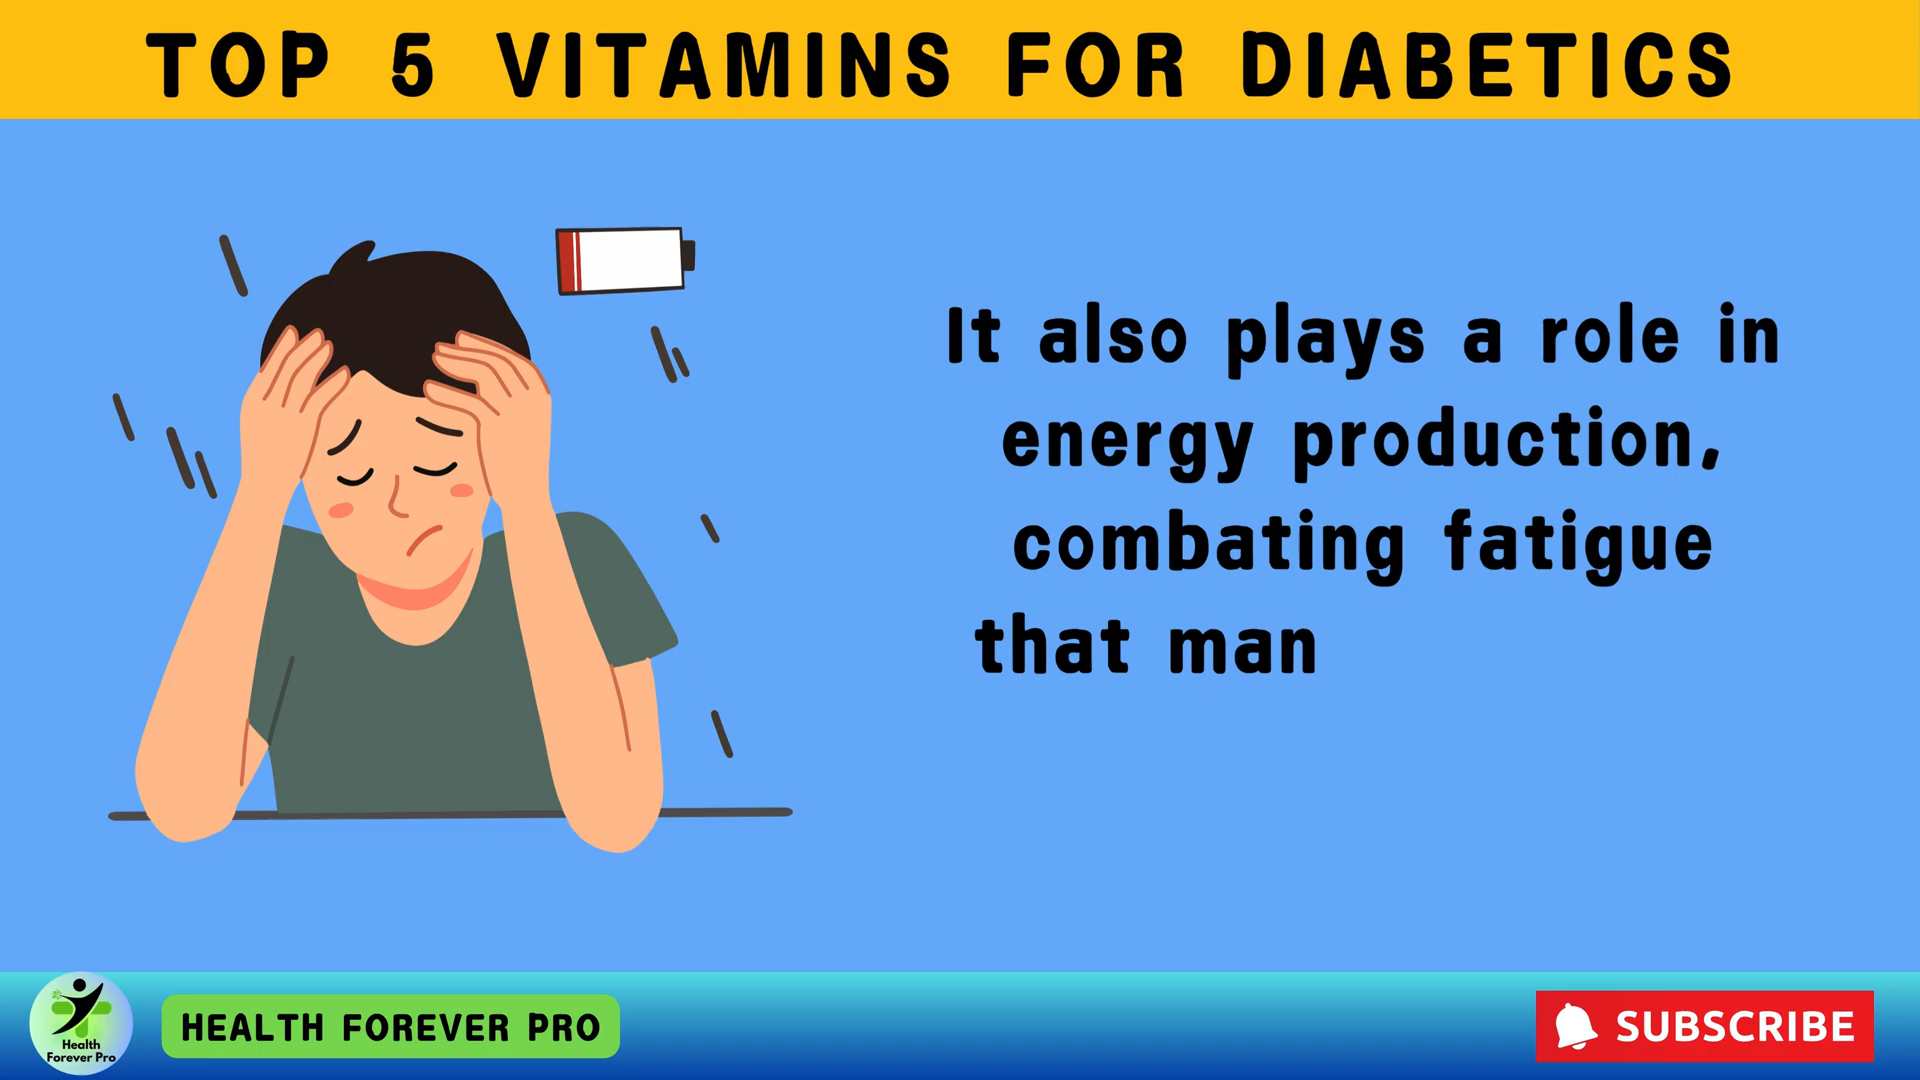 TOP 5 VITAMINS FOR DIABETICS
It also plays a role in
energy production,
combating fatigue
that man
Health
Forever Pro
HEALTH FOREVER PRO
SUBSCRIBE